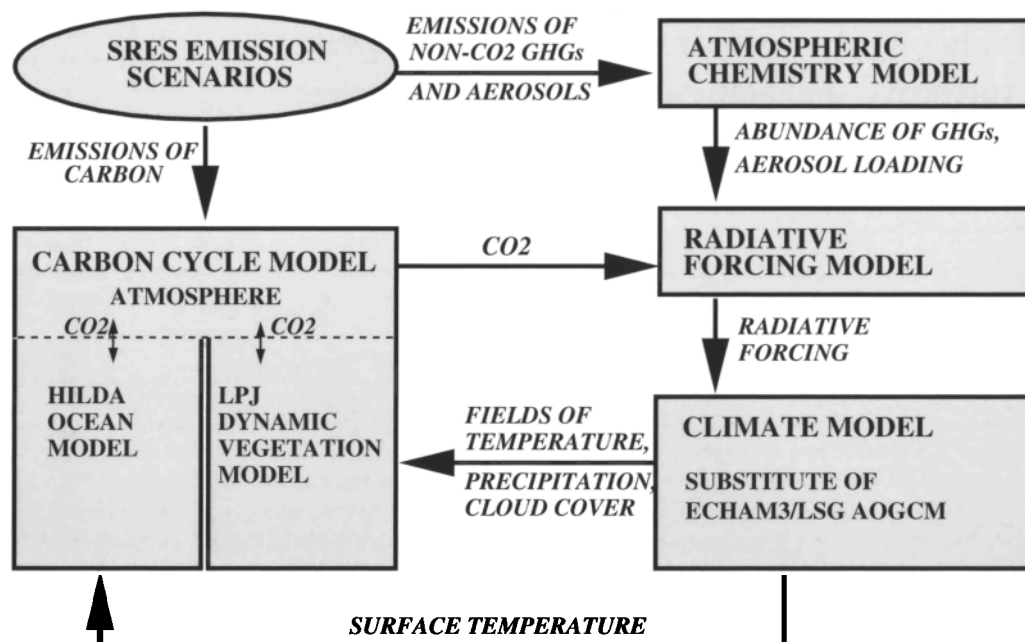 SRES EMISSION
SCENARIOS
EMISSIONS OF
NON-CO2 GHGs
AND AEROSOLS
ATMOSPHERIC
CHEMISTRY MODEL
EMISSIONS OF
CARBON
ABUNDANCE OF GHGs,
AEROSOL LOADING
CARBON CYCLE MODEL
ATMOSPHERE
CO2
CO2
HILDA
OCEAN
MODEL
LPJ
DYNAMIC
VEGETATION
MODEL
CO2
RADIATIVE
FORCING MODEL
RADIATIVE
FORCING
FIELDS OF
TEMPERATURE,
PRECIPITATION,
CLOUD COVER
CLIMATE MODEL
SUBSTITUTE OF
ECHAM3/LSG AOGCM
SURFACE TEMPERATURE